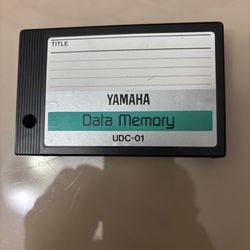 TITLE
YAMAHA
Data Memory
UDC-01